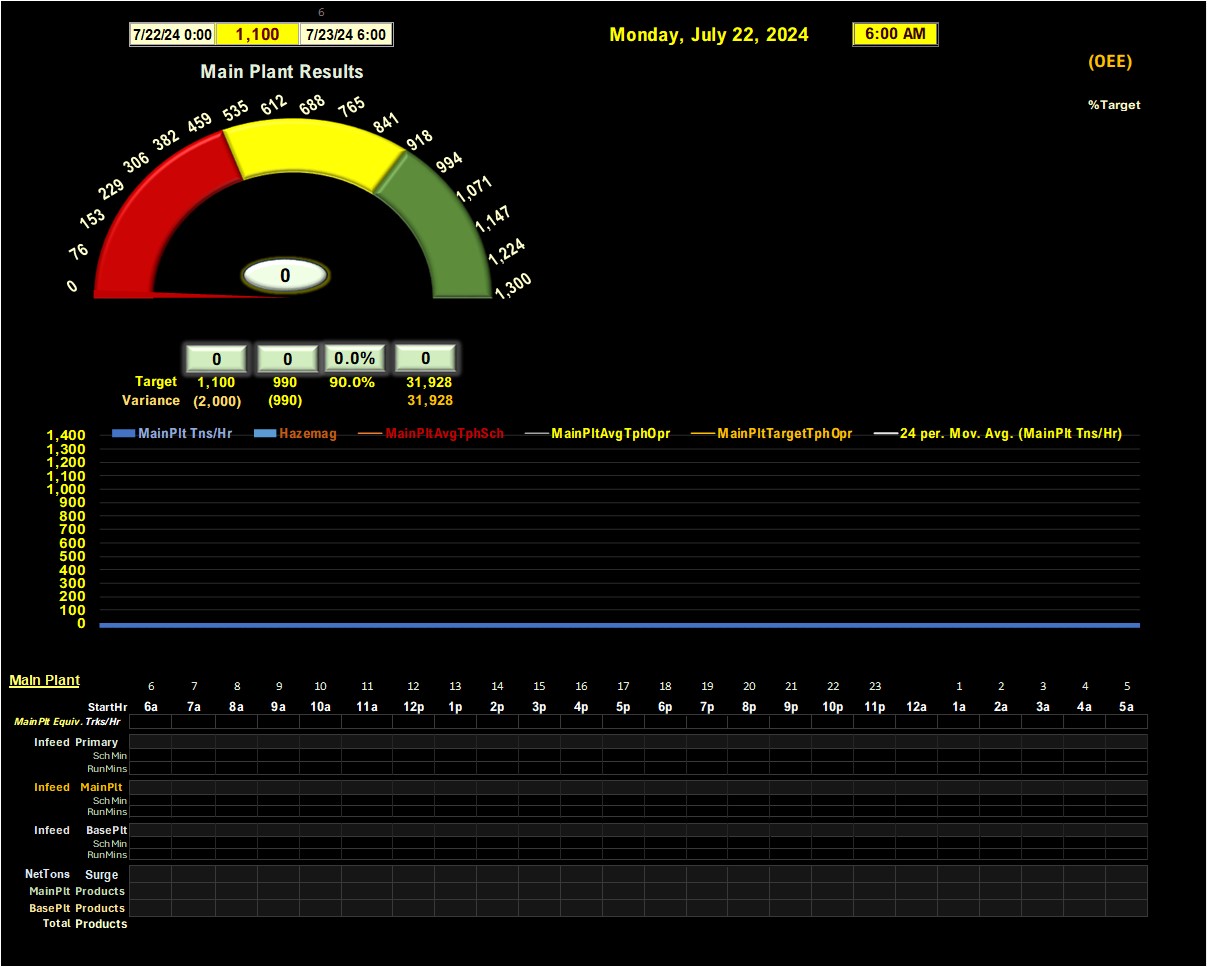 6
7/22/24 0:00 1,100 7/23/24 6:00 Monday, July 22, 2024 6:00 AM
(OEE)
Main Plant Results
%Target
0 76 153 229 306 382 459 535 612 688 765 841 918 994 1,071 1,147 1,224 1,300
0
0 0 0.0% 0
Target 1,100 990 90.0% 31,928
Variance (2,000) (990) 31,928
MainPlt Tns/Hr Hazemag MainPltAvgTphSch MainPltAvgTphOpr MainPltTargetTphOpr 24 per. Mov. Avg. (MainPlt Tns/Hr)
1,400
1,300
1,200
1,100
1,000
900
800
700
600
500
400
300
200
100
0
Main Plant
6 7 8 9 10 11 12 13 14 15 16 17 18 19 20 21 22 23 1 2 3 4 5
StartHr 6a 7a 8a 9a 10a 11a 12p 1p 2p 3p 4p 5p 6p 7p 8p 9p 10p 11p 12a 1a 2a 3a 4a 5a
MainPlt Equiv. Trks/Hr
Infeed Primary
SchMin
RunMins
Infeed MainPlt
SchMin
RunMins
Infeed BasePlt
SchMin
RunMins
NetTons Surge
MainPlt Products
BasePlt Products
Total Products